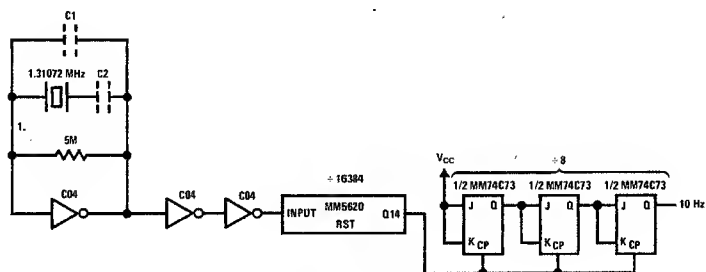 C1
1.31072 MHz
C2
1.
5M
÷ 16384
C04
C04
C04
INPUT
MM5620
RST
Q14
VCC
÷8
1/2 MM74C73
1/2 MM74C73
1/2 MM74C73
J
Q
K
CP
J
Q
K
CP
J
Q
K
CP
10 Hz